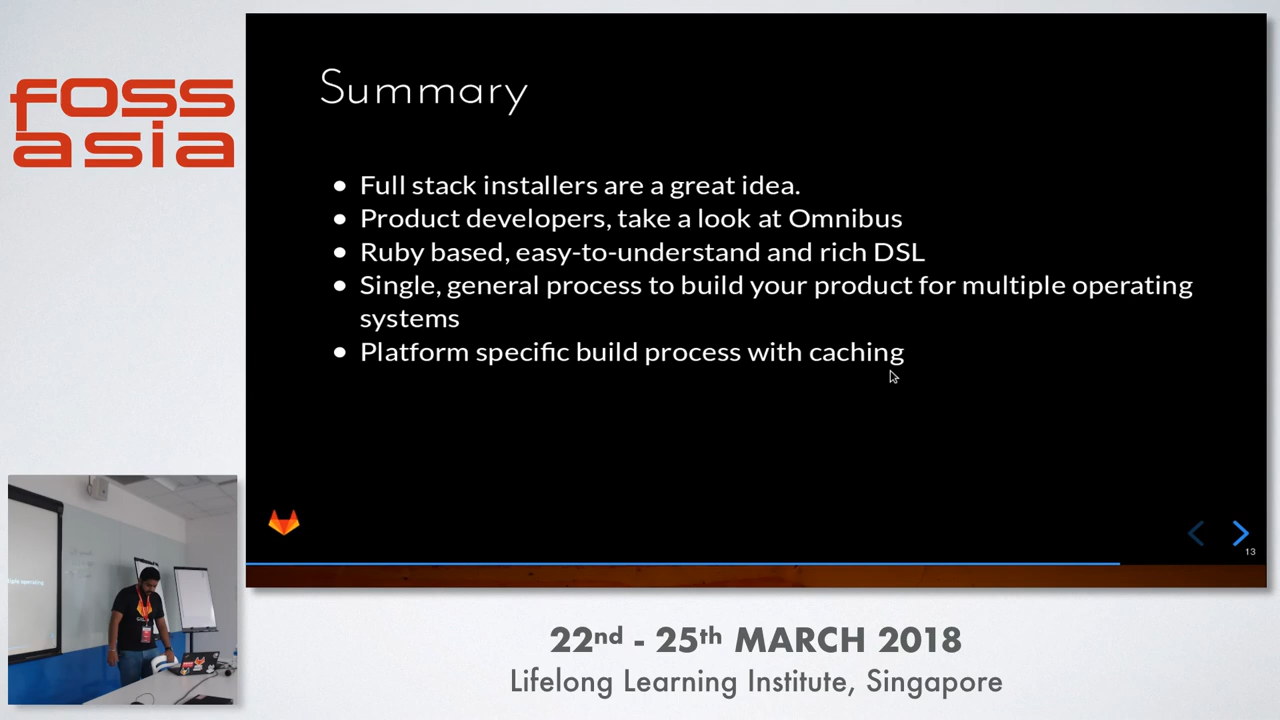 foss
asia
Summary
• Full stack installers are a great idea.
• Product developers, take a look at Omnibus
• Ruby based, easy-to-understand and rich DSL
• Single, general process to build your product for multiple operating
systems
• Platform specific build process with caching
13
22nd - 25th MARCH 2018
Lifelong Learning Institute, Singapore